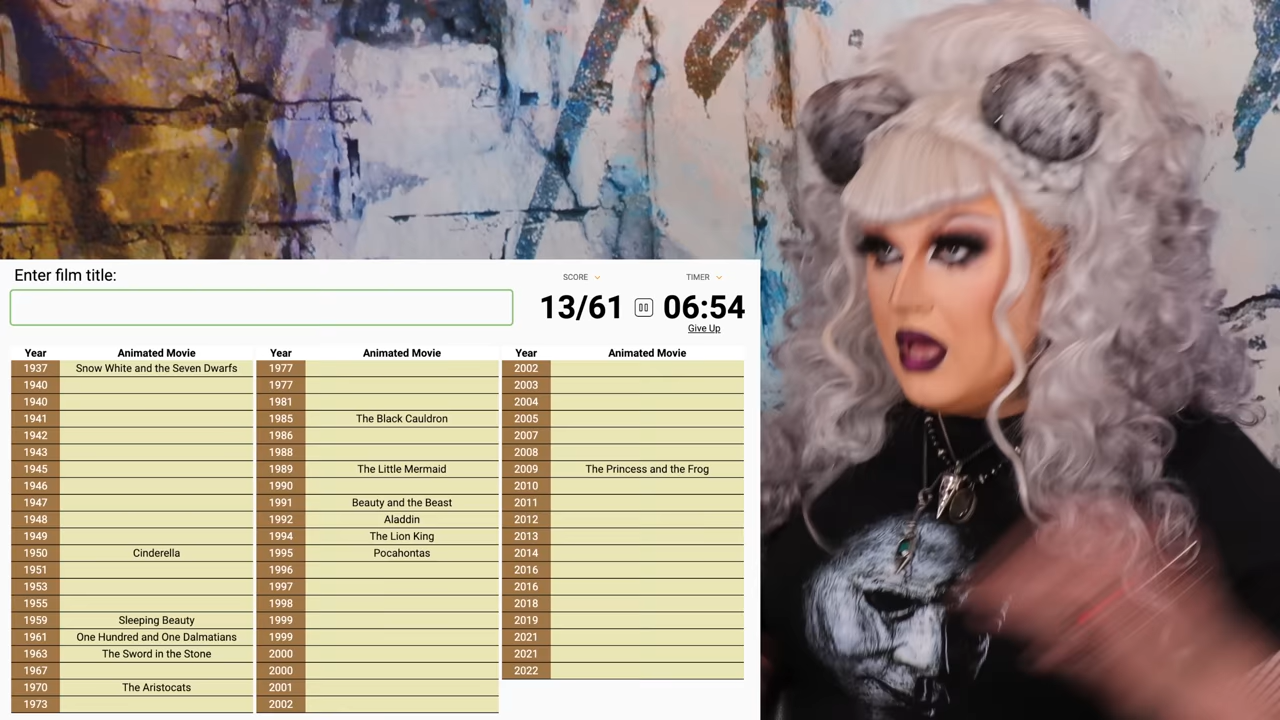 Enter film title:
SCORE TIMER
13/61 06:54
Give Up
Year Animated Movie
1937 Snow White and the Seven Dwarfs
1940
1940
1941
1942
1943
1945
1946
1947
1948
1949
1950 Cinderella
1951
1953
1955
1959 Sleeping Beauty
1961 One Hundred and One Dalmatians
1963 The Sword in the Stone
1967
1970 The Aristocats
1973
Year Animated Movie
1977
1977
1981
1985 The Black Cauldron
1986
1988
1989 The Little Mermaid
1990
1991 Beauty and the Beast
1992 Aladdin
1994 The Lion King
1995 Pocahontas
1996
1997
1998
1999
1999
2000
2000
2001
2002
Year Animated Movie
2002
2003
2004
2005
2007
2008
2009 The Princess and the Frog
2010
2011
2012
2013
2014
2016
2016
2018
2019
2021
2021
2022